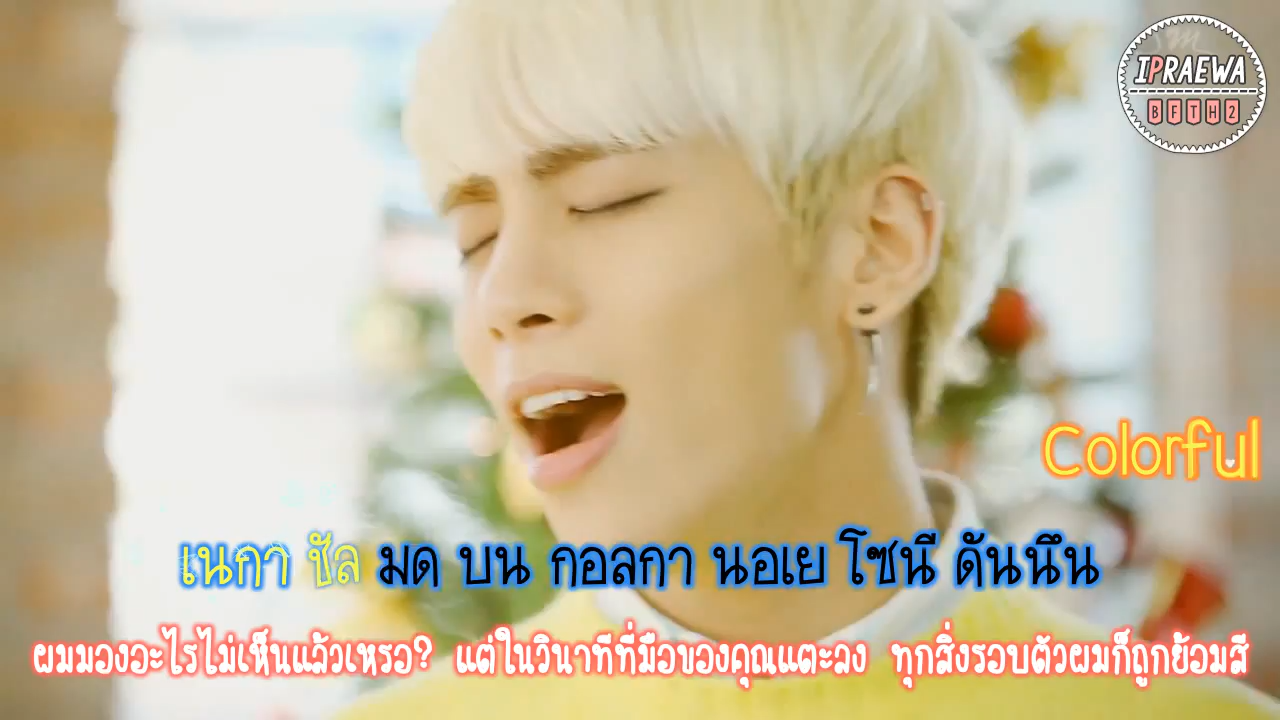 SM
IPRAEWA
BFTH2
Colorful
เนกา ชัล มด บน กอลกา นอเย โซนี ดันนึน
ผมมองอะไรไม่เห็นแล้วเหรอ? แต่ในวินาทีที่มือของคุณแตะลง ทุกสิ่งรอบตัวผมก็ถูกย้อมสี